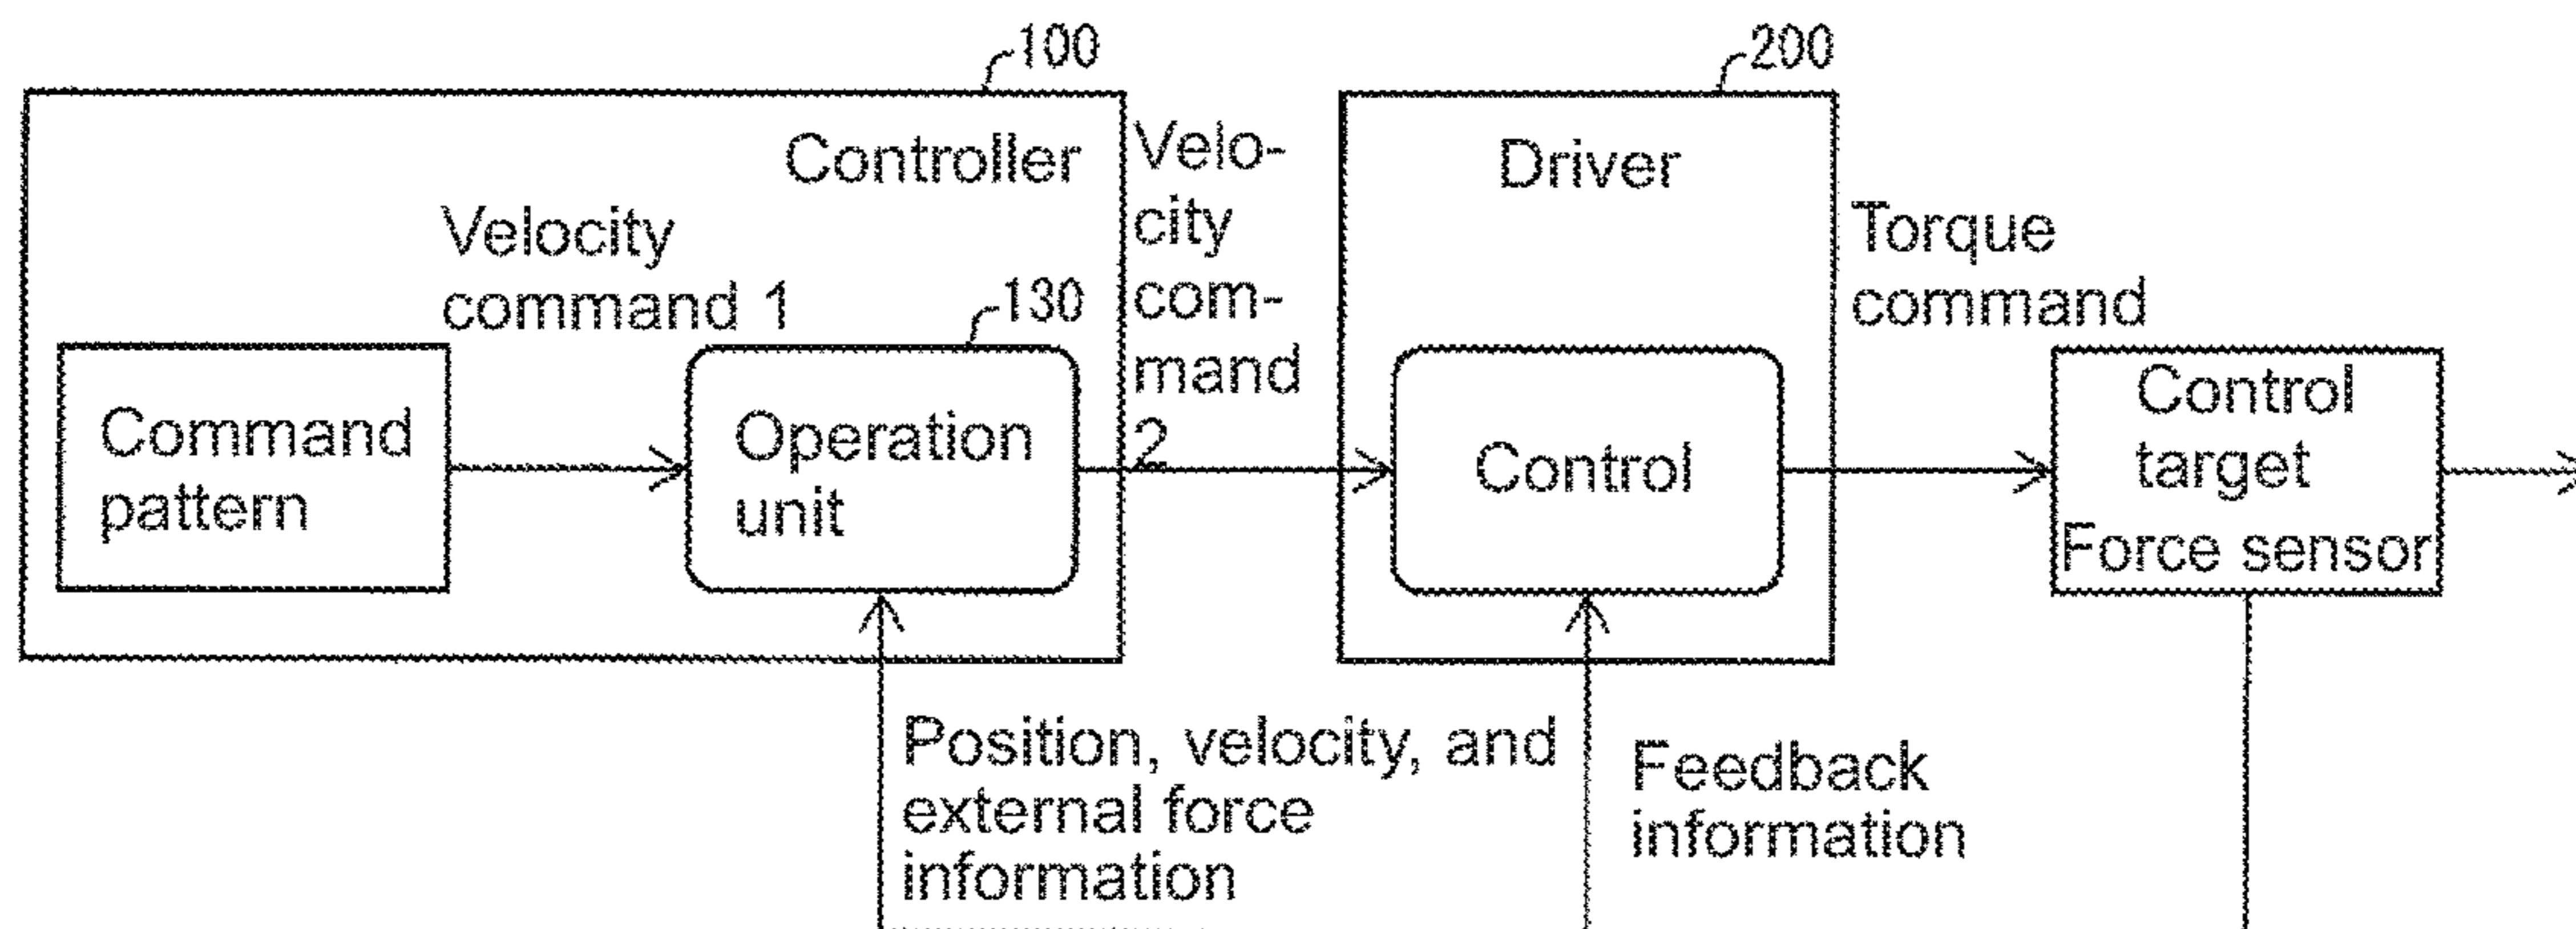 100
200
Controller
Driver
Velocity
command 1
130
Velo-
city
com-
mand
2
Torque
command
Command
pattern
Operation
unit
Control
Control
target
Force sensor
Position, velocity, and
external force
information
Feedback
information